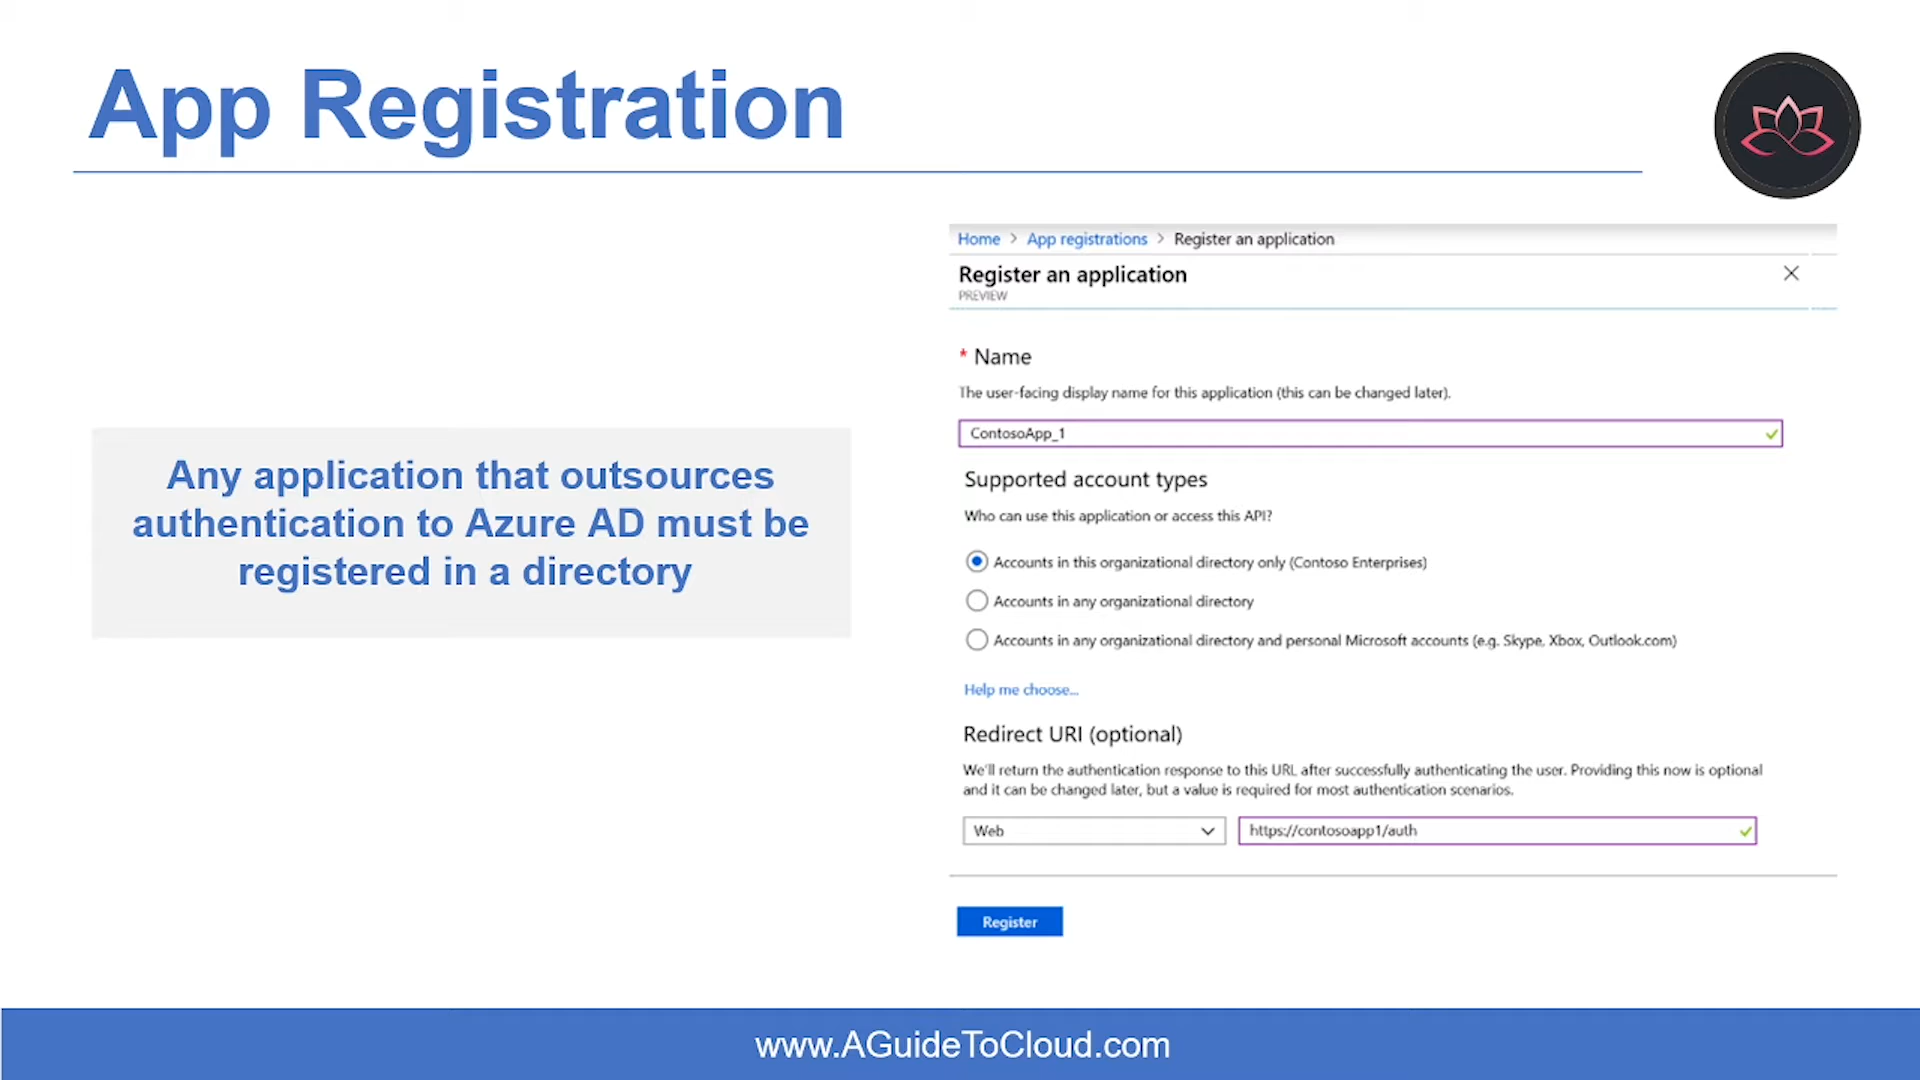 App Registration
Any application that outsources
authentication to Azure AD must be
registered in a directory
Home > App registrations > Register an application
Register an application
PREVIEW
* Name
The user-facing display name for this application (this can be changed later).
ContosoApp_1
Supported account types
Who can use this application or access this API?
Accounts in this organizational directory only (Contoso Enterprises)
Accounts in any organizational directory
Accounts in any organizational directory and personal Microsoft accounts (e.g. Skype, Xbox, Outlook.com)
Help me choose...
Redirect URI (optional)
We'll return the authentication response to this URL after successfully authenticating the user. Providing this now is optional
and it can be changed later, but a value is required for most authentication scenarios.
Web https://contosoapp1/auth
Register
www.AGuideToCloud.com